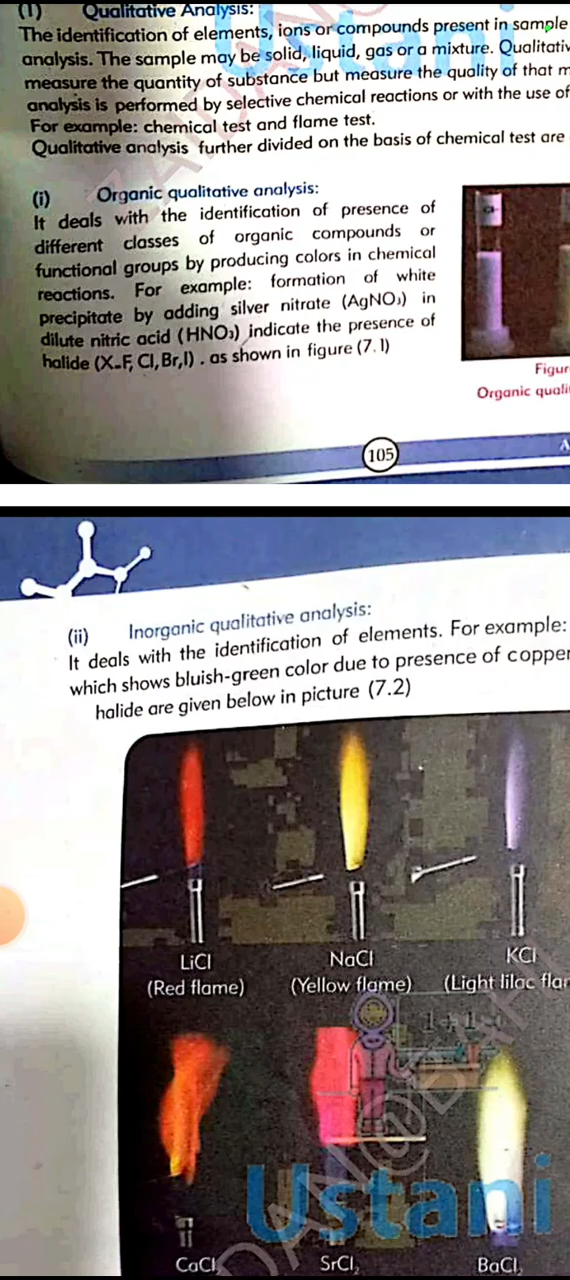 (1) Qualitative Analysis:
The identification of elements, ions or compounds present in sample
analysis. The sample may be solid, liquid, gas or a mixture. Qualitativ
measure the quantity of substance but measure the quality of that m
analysis is performed by selective chemical reactions or with the use of
For example: chemical test and flame test.
Qualitative analysis further divided on the basis of chemical test are
(i) Organic qualitative analysis:
It deals with the identification of presence of
different classes of organic compounds or
functional groups by producing colors in chemical
reactions. For example: formation of white
precipitate by adding silver nitrate (AgNO₃) in
dilute nitric acid (HNO₃) indicate the presence of
halide (X-F, Cl, Br, I) . as shown in figure (7.1)
Figur
Organic quali
105
A
(ii) Inorganic qualitative analysis:
It deals with the identification of elements. For example:
which shows bluish-green color due to presence of copper
halide are given below in picture (7.2)
LiCl
(Red flame)
NaCl
(Yellow flame)
KCl
(Light lilac flam
1+1=
Ustani
CaCl
SrCl₂
BaCl₂